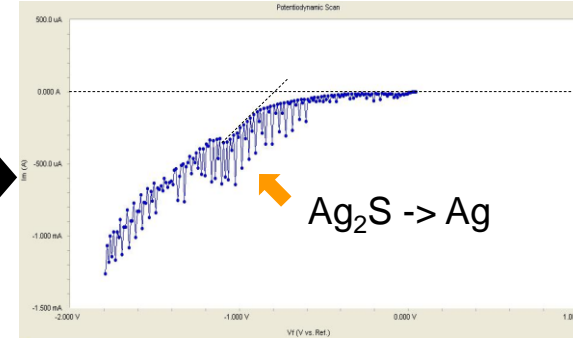 Potentiodynamic Scan
500.0 uA
0.000 A
-500.0 uA
-1.000 mA
-1.500 mA
Im (A)
-2.000 V
-1.000 V
0.000 V
Vf (V vs. Ref.)
Ag₂S -> Ag